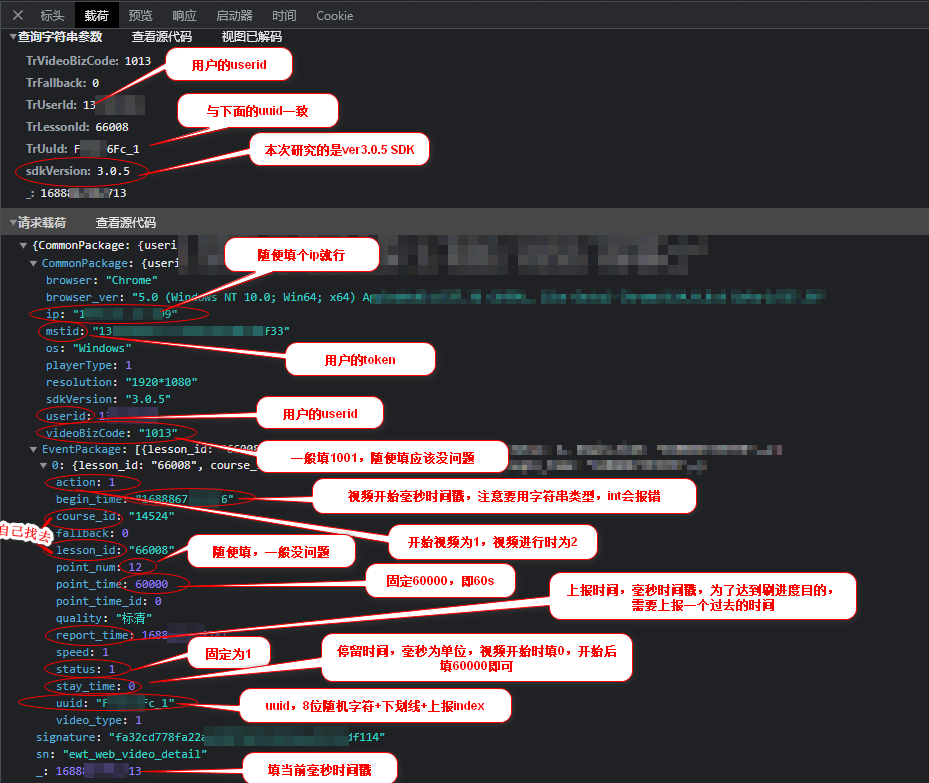 标头 载荷 预览 响应 启动器 时间 Cookie
查询字符串参数 查看源代码 视图已解码
TrVideoBizCode: 1013
用户的userid
TrFallback: 0
TrUserId: 13
与下面的uuid一致
TrLessonId: 66008
TrUuId: F 6Fc_1
本次研究的是ver3.0.5 SDK
sdkVersion: 3.0.5
_: 1688 713
请求载荷 查看源代码
{CommonPackage: {useri
随便填个ip就行
CommonPackage: {useri
browser: "Chrome"
browser_ver: "5.0 (Windows NT 10.0; Win64; x64) A
ip: "1 9"
mstid: "13 F33"
os: "Windows"
用户的token
playerType: 1
resolution: "1920*1080"
sdkVersion: "3.0.5"
userid: 1
用户的userid
videoBizCode: "1013"
EventPackage: [{lesson_id: "66008
一般填1001，随便填应该没问题
0: {lesson_id: "66008", course_
action: 1
begin_time: "1688867 6"
视频开始毫秒时间戳，注意要用字符串类型，int会报错
course_id: "14524"
自己找去
fallback: 0
开始视频为1，视频进行时为2
lesson_id: "66008"
随便填，一般没问题
point_num: 12
point_time: 60000
固定60000，即60s
point_time_id: 0
上报时间，毫秒时间戳，为了达到刷进度目的，
需要上报一个过去的时间
quality: "标清"
report_time: 1688
speed: 1
固定为1
停留时间，毫秒为单位，视频开始时填0，开始后
填60000即可
status: 1
stay_time: 0
uuid: "F fc_1"
uuid，8位随机字符+下划线+上报index
video_type: 1
signature: "fa32cd778fa22a df114"
sn: "ewt_web_video_detail"
_: 1688 13
填当前毫秒时间戳